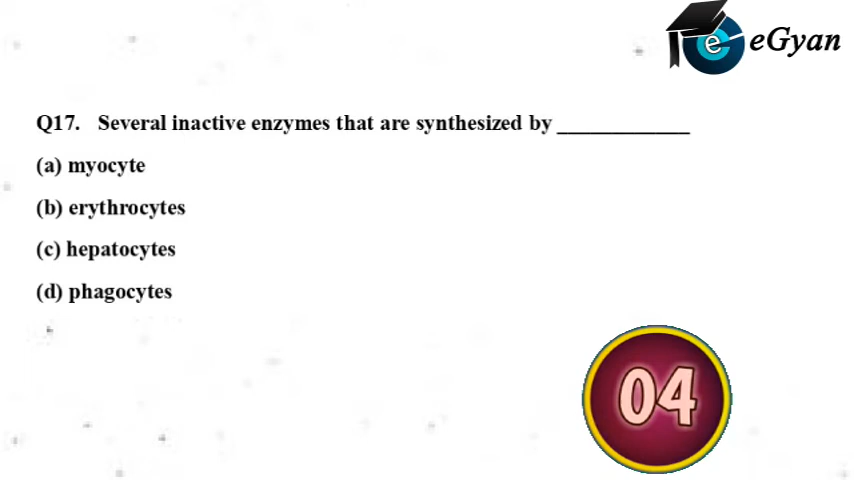 e eGyan
Q17. Several inactive enzymes that are synthesized by ____________
(a) myocyte
(b) erythrocytes
(c) hepatocytes
(d) phagocytes
04